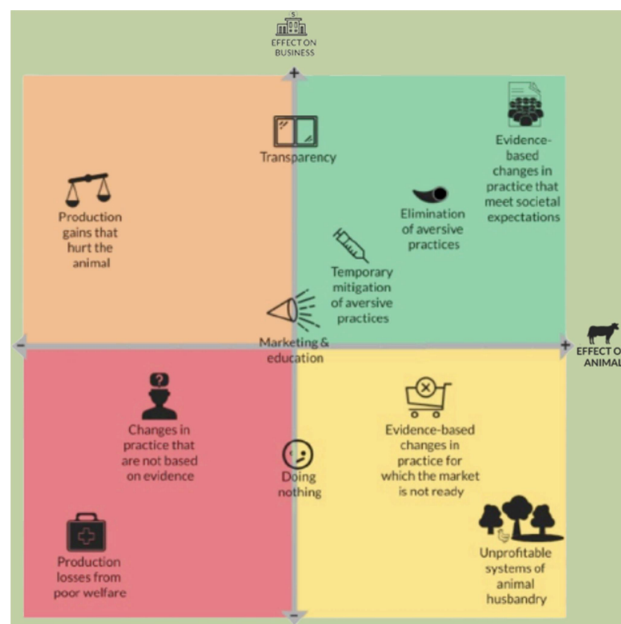 EFFECT ON
BUSINESS
+
Transparency
Evidence-
based
changes in
practice that
meet societal
expectations
Production
gains that
hurt the
animal
Elimination
of aversive
practices
Temporary
mitigation
of aversive
practices
Marketing &
education
-
+
EFFECT O
ANIMAL
?
Changes in
practice that
are not based
on evidence
Doing
nothing
Evidence-based
changes in
practice for
which the market
is not ready
Production
losses from
poor welfare
Unprofitable
systems of
animal
husbandry
-